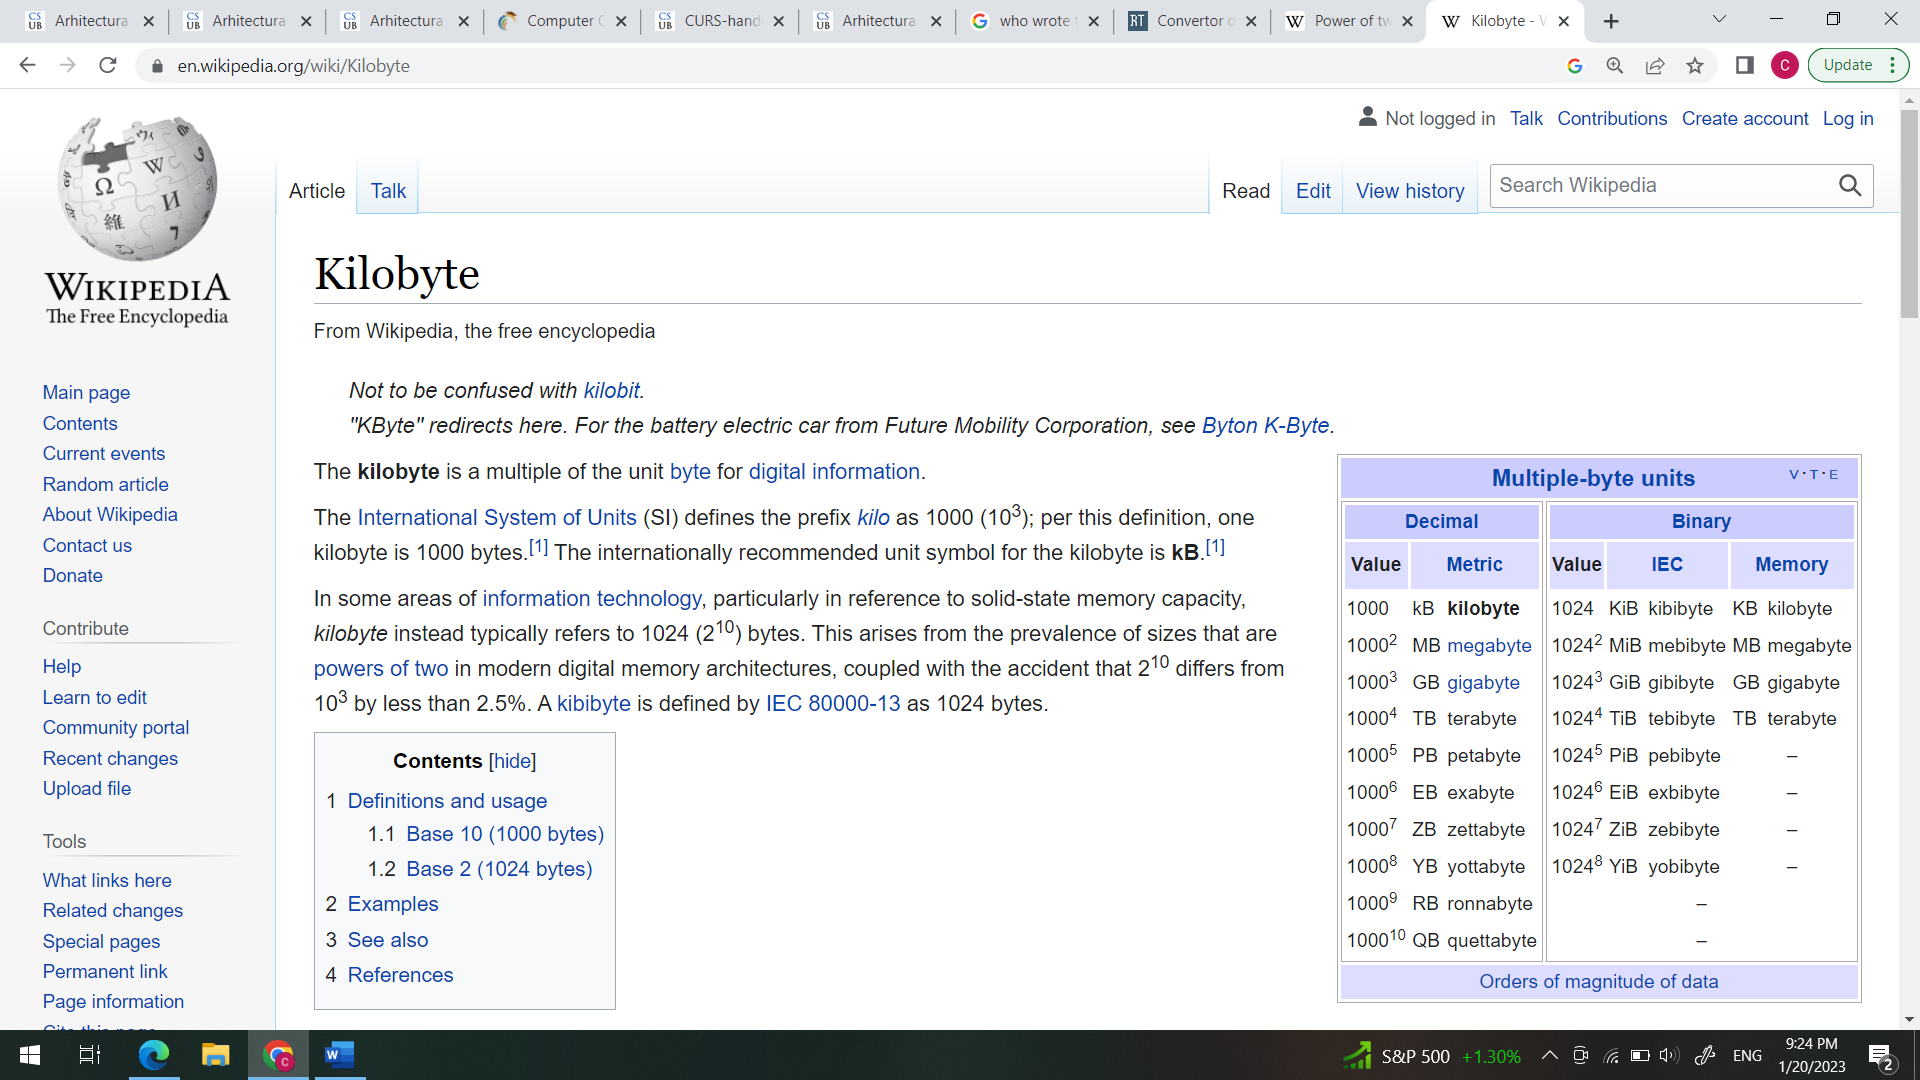 Arhitectura
Arhitectura
Arhitectura
Computer
CURS-hand
Arhitectura
who wrote
Convertor
Power of tw
Kilobyte - W
en.wikipedia.org/wiki/Kilobyte
C
Update
Not logged in Talk Contributions Create account Log in
Article Talk
Read Edit View history
Search Wikipedia
WIKIPEDIA
The Free Encyclopedia
Main page
Contents
Current events
Random article
About Wikipedia
Contact us
Donate
Contribute
Help
Learn to edit
Community portal
Recent changes
Upload file
Tools
What links here
Related changes
Special pages
Permanent link
Page information
Cite this page
Kilobyte
From Wikipedia, the free encyclopedia
Not to be confused with kilobit.
"KByte" redirects here. For the battery electric car from Future Mobility Corporation, see Byton K-Byte.
The kilobyte is a multiple of the unit byte for digital information.
The International System of Units (SI) defines the prefix kilo as 1000 (10³); per this definition, one
kilobyte is 1000 bytes.[1] The internationally recommended unit symbol for the kilobyte is kB.[1]
In some areas of information technology, particularly in reference to solid-state memory capacity,
kilobyte instead typically refers to 1024 (2¹⁰) bytes. This arises from the prevalence of sizes that are
powers of two in modern digital memory architectures, coupled with the accident that 2¹⁰ differs from
10³ by less than 2.5%. A kibibyte is defined by IEC 80000-13 as 1024 bytes.
Contents [hide]
1 Definitions and usage
1.1 Base 10 (1000 bytes)
1.2 Base 2 (1024 bytes)
2 Examples
3 See also
4 References
Multiple-byte units V · T · E
Decimal Binary
Value Metric Value IEC Memory
1000 kB kilobyte 1024 KiB kibibyte KB kilobyte
1000² MB megabyte 1024² MiB mebibyte MB megabyte
1000³ GB gigabyte 1024³ GiB gibibyte GB gigabyte
1000⁴ TB terabyte 1024⁴ TiB tebibyte TB terabyte
1000⁵ PB petabyte 1024⁵ PiB pebibyte –
1000⁶ EB exabyte 1024⁶ EiB exbibyte –
1000⁷ ZB zettabyte 1024⁷ ZiB zebibyte –
1000⁸ YB yottabyte 1024⁸ YiB yobibyte –
1000⁹ RB ronnabyte –
1000¹⁰ QB quettabyte –
Orders of magnitude of data
S&P 500 +1.30%
ENG
9:24 PM
1/20/2023
2